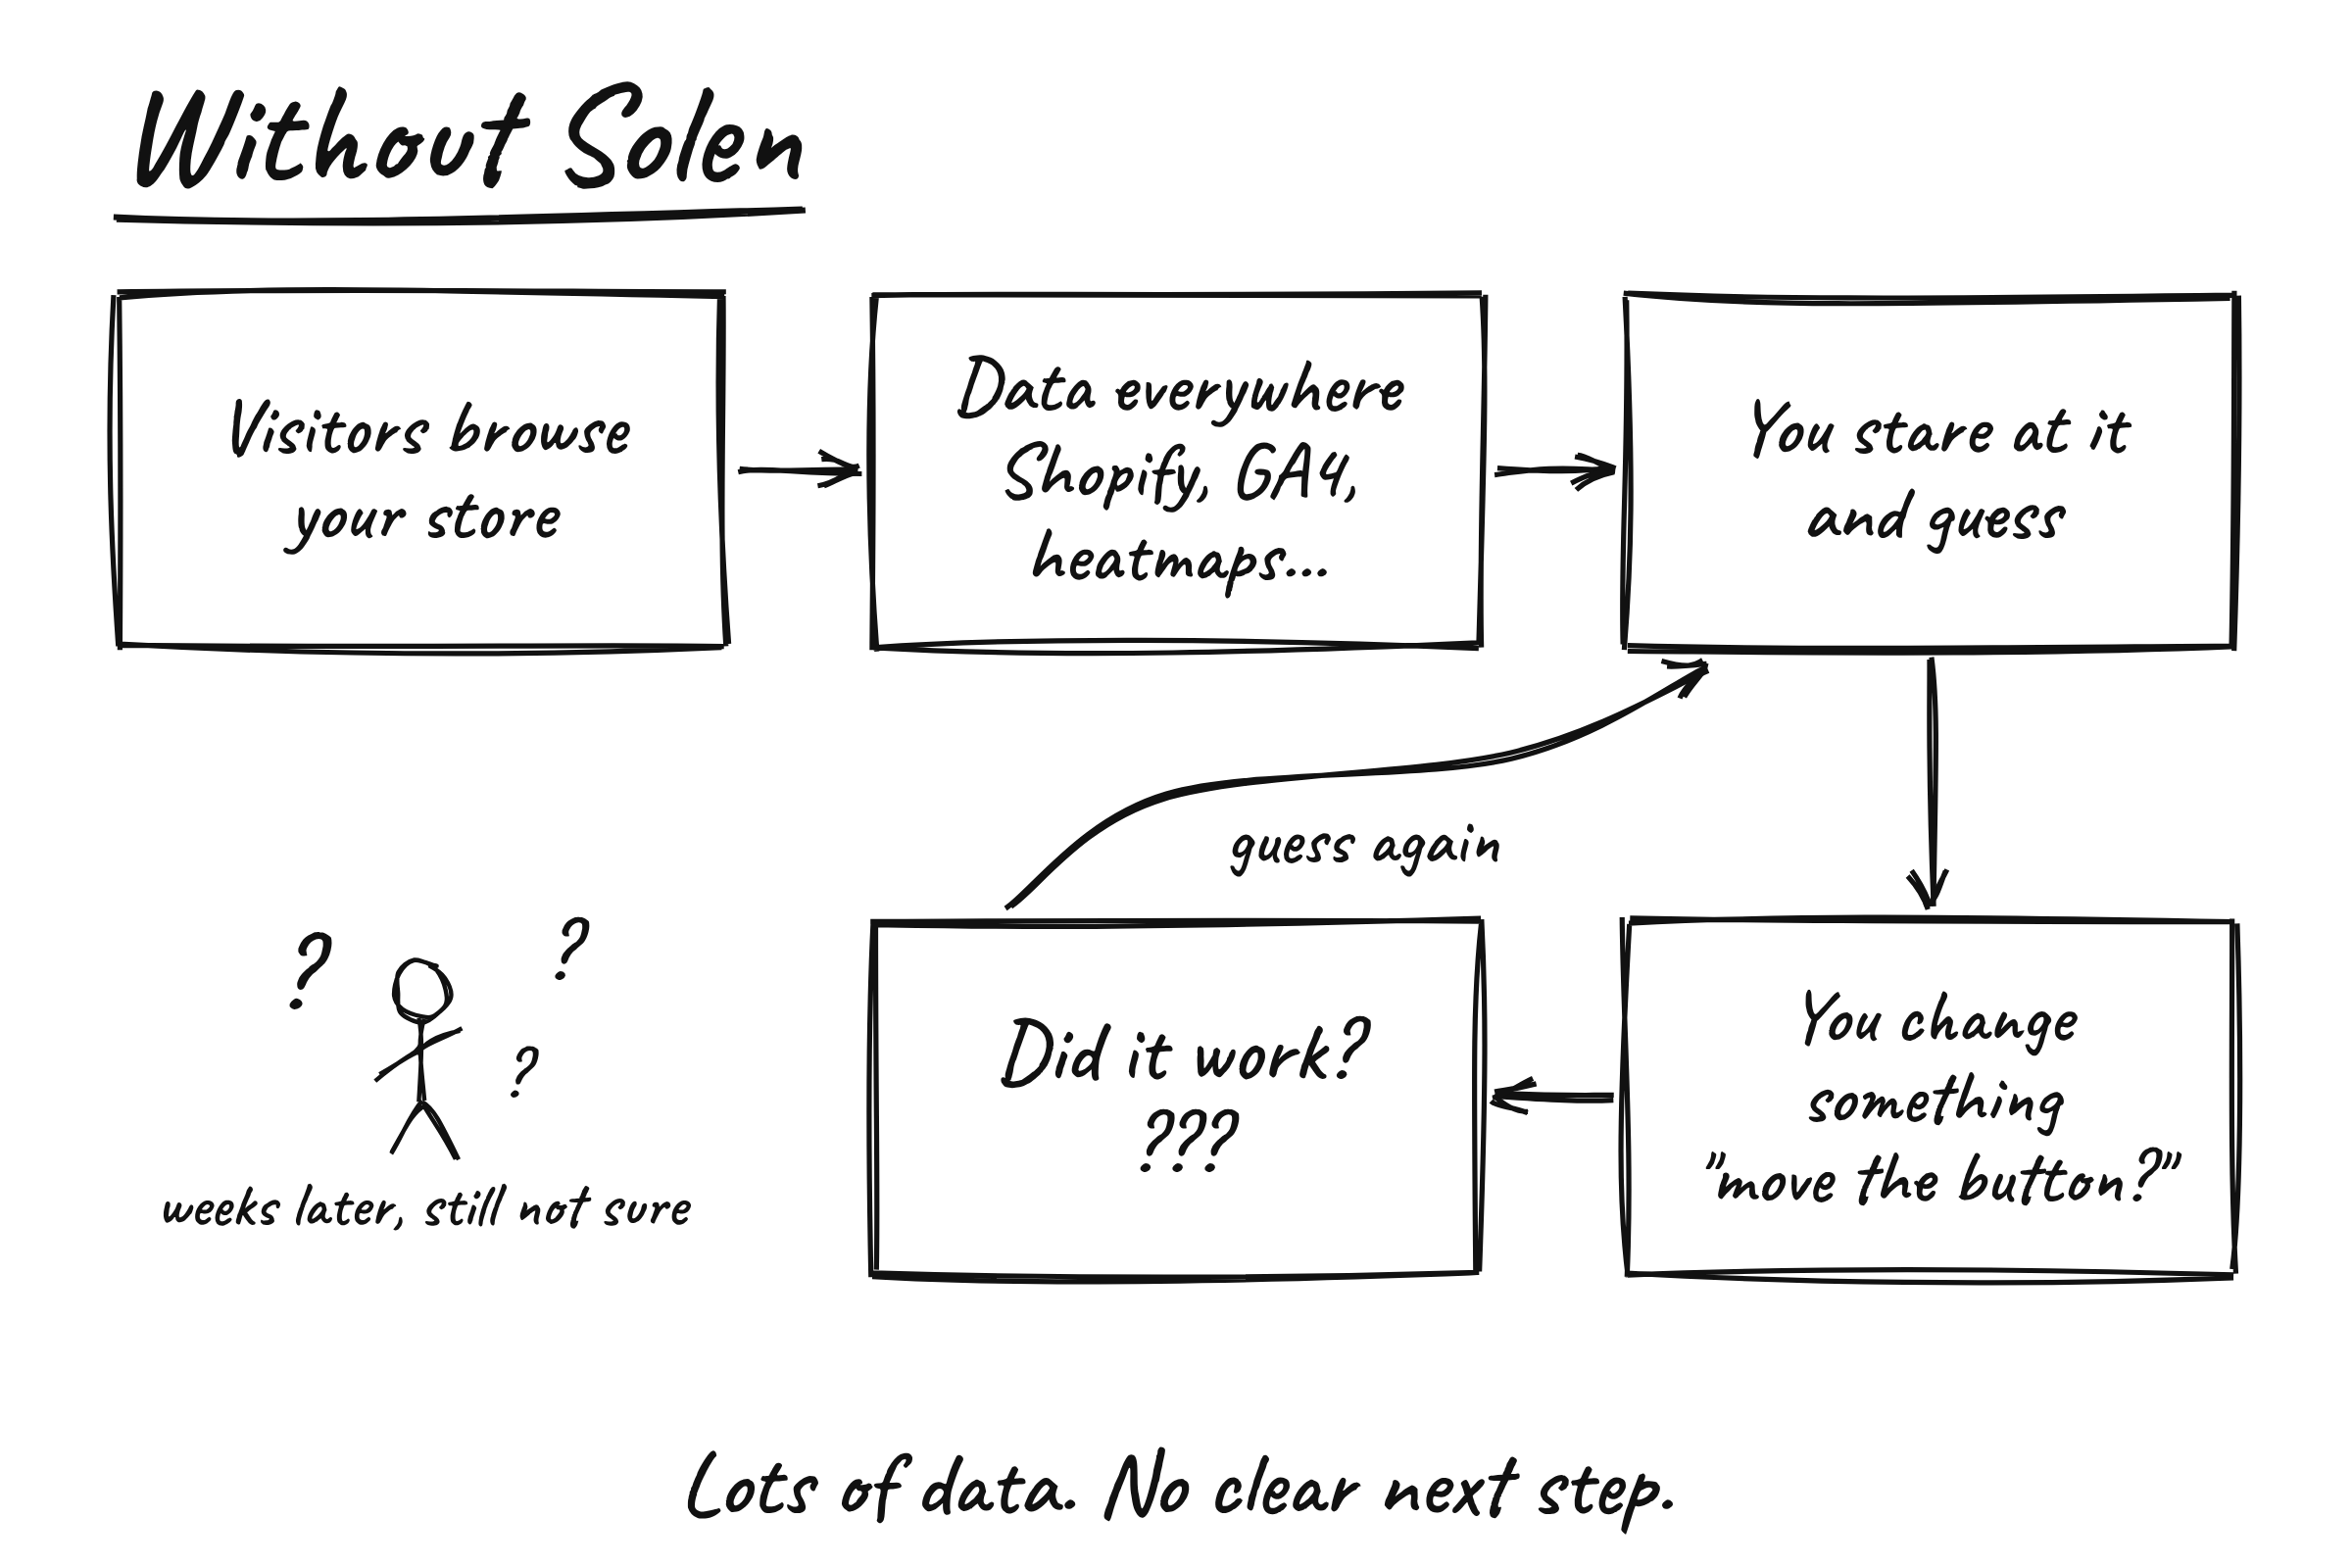 Without Solen
Visitors browse
your store
Data everywhere
Shopify, GA4,
heatmaps...
You stare at it
and guess
guess again
?
?
?
weeks later, still not sure
Did it work?
???
You change
something
"move the button?"
Lots of data. No clear next step.